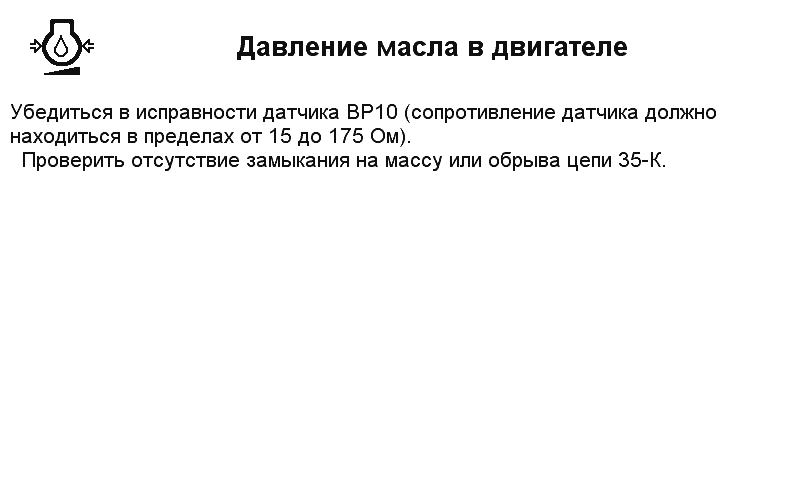 Давление масла в двигателе
Убедиться в исправности датчика BP10 (сопротивление датчика должно
находиться в пределах от 15 до 175 Ом).
Проверить отсутствие замыкания на массу или обрыва цепи 35-К.